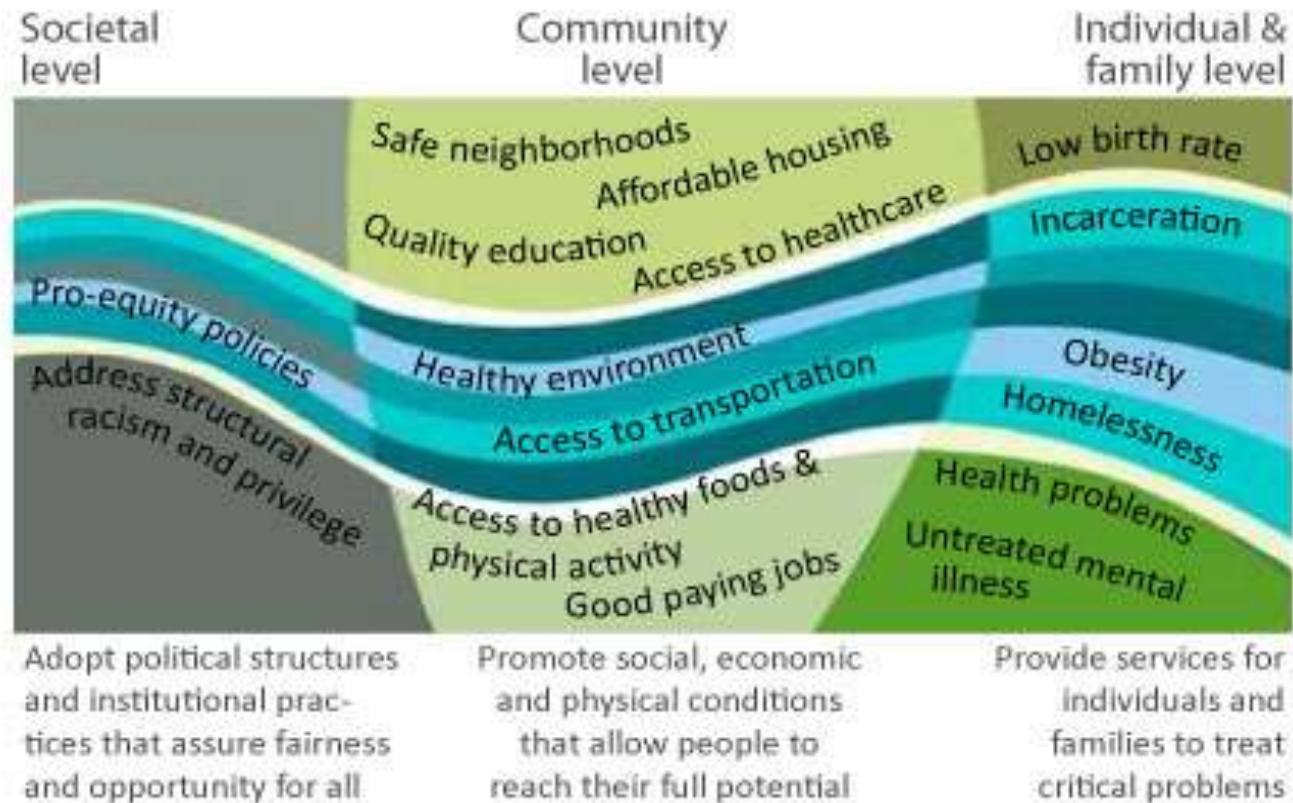 Societal
level
Community
level
Individual &
family level
Safe neighborhoods
Affordable housing
Quality education
Access to healthcare
Low birth rate
Incarceration
Pro-equity policies
Healthy environment
Access to transportation
Obesity
Homelessness
Address structural
racism and privilege
Access to healthy foods &
physical activity
Good paying jobs
Health problems
Untreated mental
illness
Adopt political structures
and institutional prac-
tices that assure fairness
and opportunity for all
Promote social, economic
and physical conditions
that allow people to
reach their full potential
Provide services for
individuals and
families to treat
critical problems